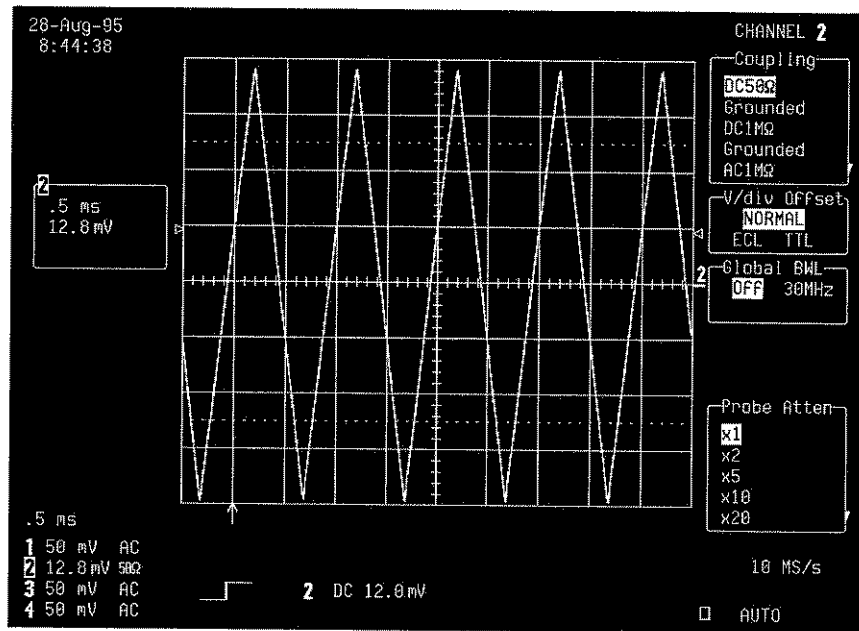 28-Aug-95
8:44:38
CHANNEL 2
Coupling
DC50Ω
Grounded
DC1MΩ
Grounded
AC1MΩ
2
.5 ms
12.8mV
V/div Offset
NORMAL
ECL TTL
2
Global BWL
Off 30MHz
Probe Atten
x1
x2
x5
x10
x20
.5 ms
1 50 mV AC
2 12.8mV 50Ω
3 50 mV AC
4 50 mV AC
2 DC 12.0mV
10 MS/s
AUTO